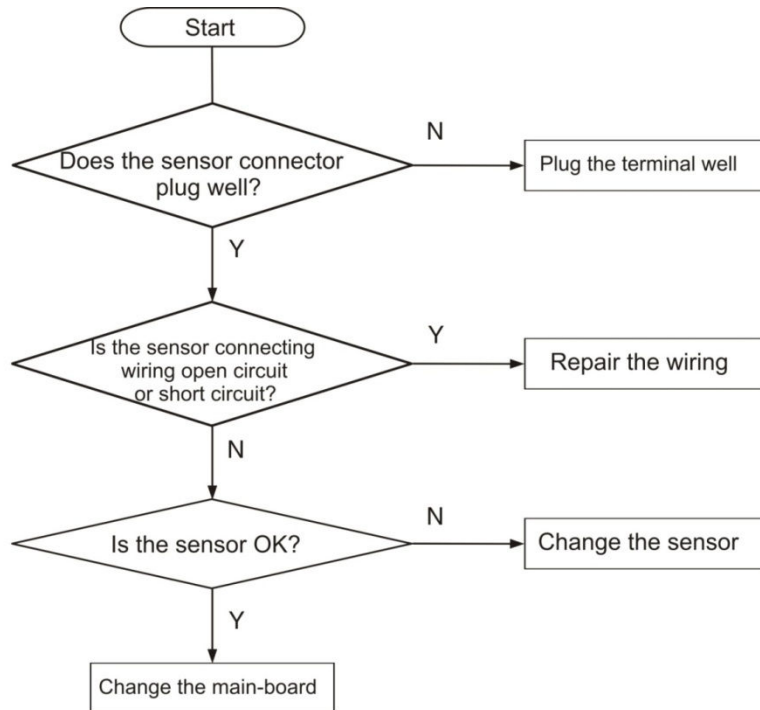 Start
N
Does the sensor connector
plug well?
Plug the terminal well
Y
Y
Is the sensor connecting
wiring open circuit
or short circuit?
Repair the wiring
N
N
Is the sensor OK?
Change the sensor
Y
Change the main-board